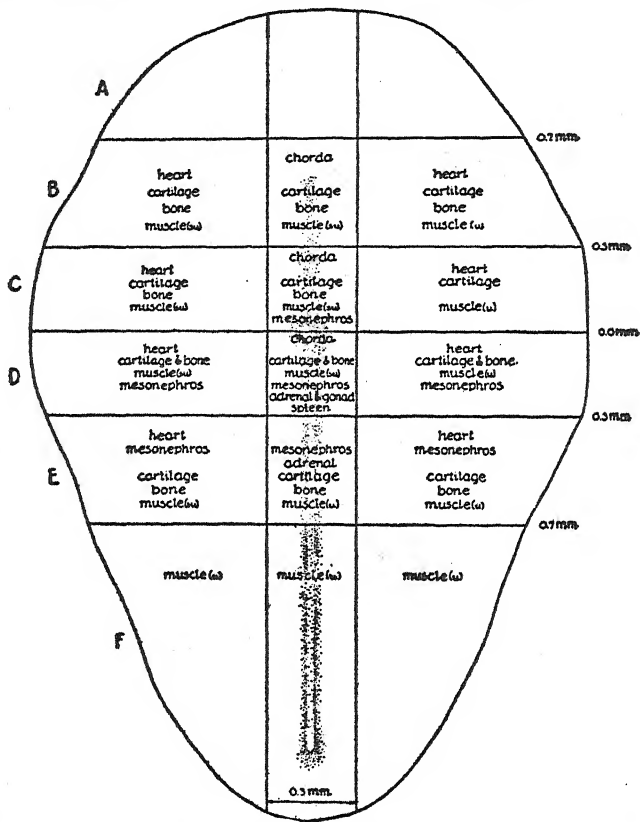 A
0.7 mm.
B
heart
cartilage
bone
muscle(ω)
chorda
cartilage
bone
muscle(ω)
heart
cartilage
bone
muscle(ω)
0.3 mm.
C
heart
cartilage
bone
muscle(ω)
chorda
cartilage
bone
muscle(ω)
mesonephros
heart
cartilage
muscle(ω)
0.0 mm.
D
heart
cartilage & bone
muscle(ω)
mesonephros
chorda
cartilage & bone
muscle(ω)
mesonephros
adrenal & gonad
spleen
heart
cartilage & bone.
muscle(ω)
mesonephros
0.3 mm.
E
heart
mesonephros
cartilage
bone
muscle(ω)
mesonephros
adrenal
cartilage
bone
muscle(ω)
heart
mesonephros
cartilage
bone
muscle(ω)
0.7 mm.
F
muscle(ω)
muscle(ω)
muscle(ω)
0.3 mm.